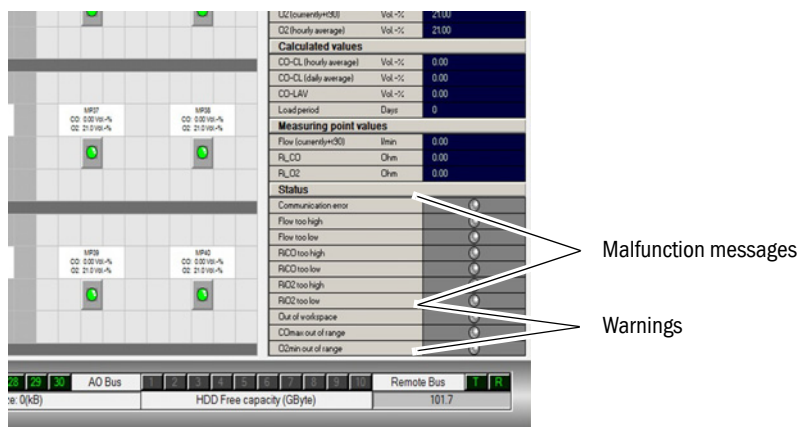 O2 (currently+t90) Vol.-% 21.00
O2 (hourly average) Vol.-% 21.00
Calculated values
CO-CL (hourly average) Vol.-% 0.00
CO-CL (daily average) Vol.-% 0.00
CO-LAV Vol.-% 0.00
Load period Days 0
MP37 MP38
CO: 0.00 Vol.-% CO: 0.00 Vol.-%
O2: 21.0 Vol.-% O2: 21.0 Vol.-%
Measuring point values
Flow (currently+t90) l/min 0.00
Ri_CO Ohm 0.00
Ri_O2 Ohm 0.00
Status
Communication error
Flow too high
Flow too low
RiCO too high
RiCO too low
RiO2 too high
RiO2 too low
Out of workspace
COmax out of range
O2min out of range
MP39 MP40
CO: 0.00 Vol.-% CO: 0.00 Vol.-%
O2: 21.0 Vol.-% O2: 21.0 Vol.-%
Malfunction messages
Warnings
28 29 30 AO Bus 1 2 3 4 5 6 7 8 9 10 Remote Bus T R
ce: 0(kB) HDD Free capacity (GByte) 101.7